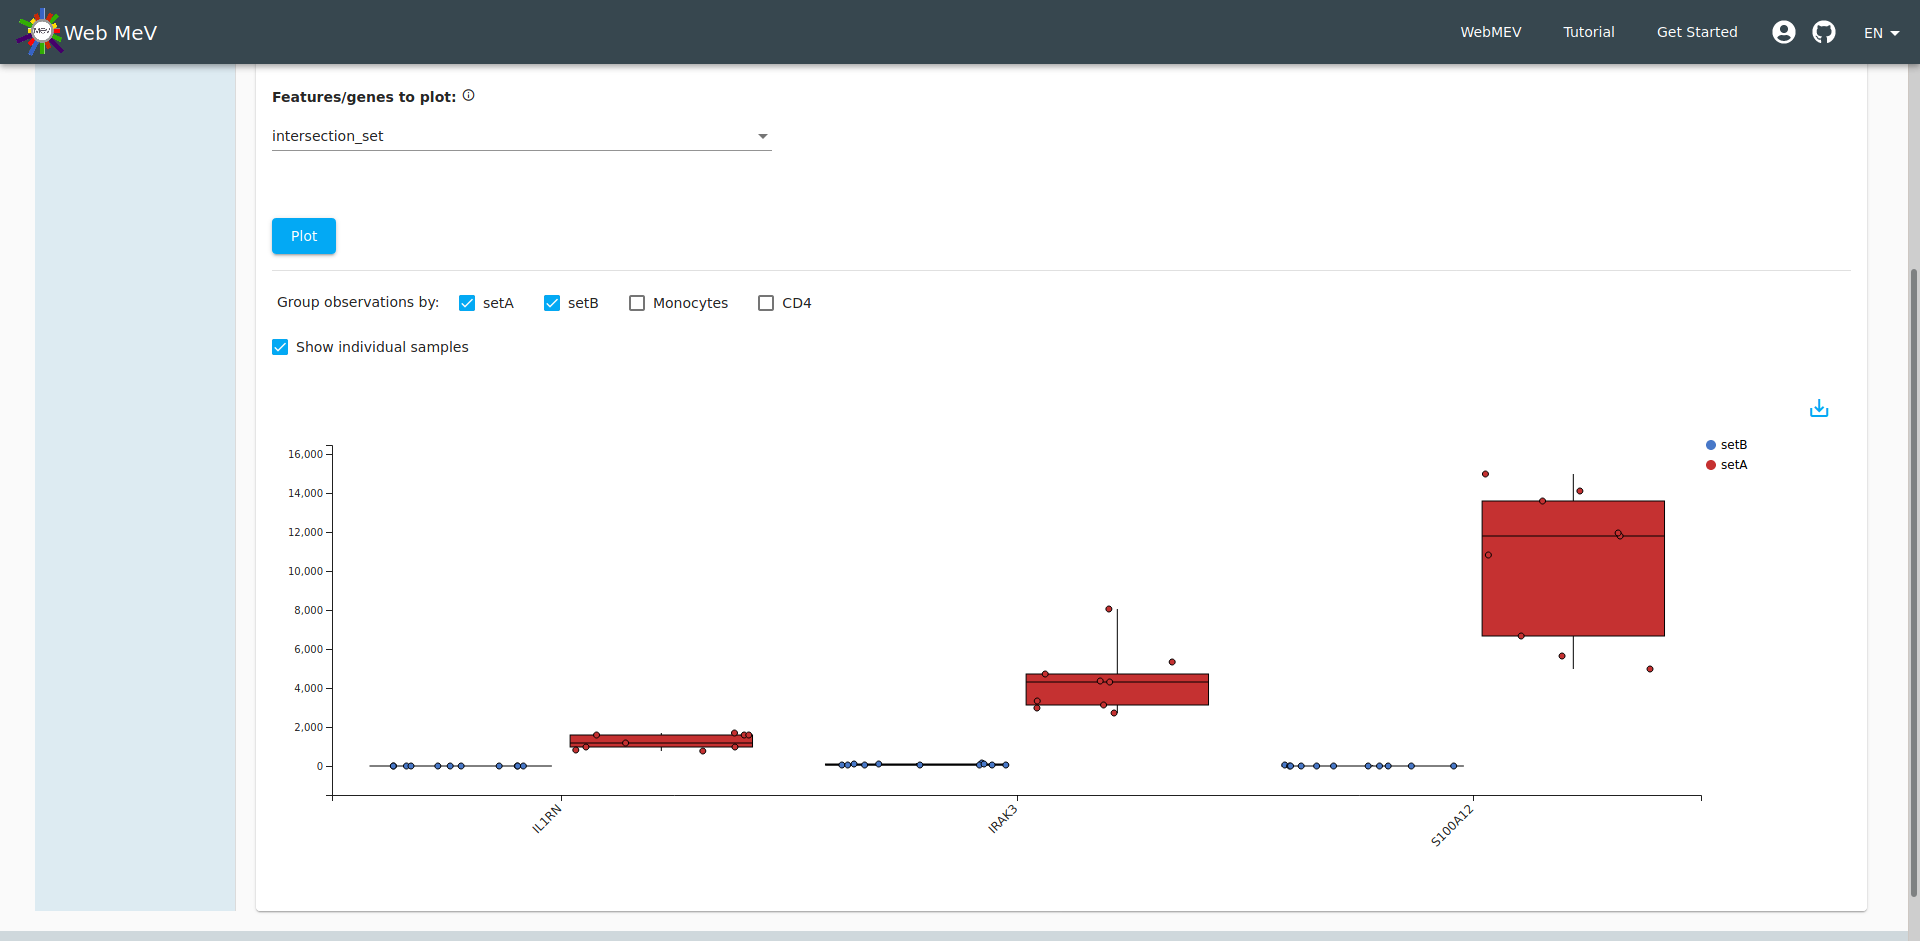 MEV Web MeV WebMEV Tutorial Get Started EN
Features/genes to plot:
intersection_set
Plot
Group observations by: setA setB Monocytes CD4
Show individual samples
setB
setA
16,000
14,000
12,000
10,000
8,000
6,000
4,000
2,000
0
IL1RN IRAK3 S100A12